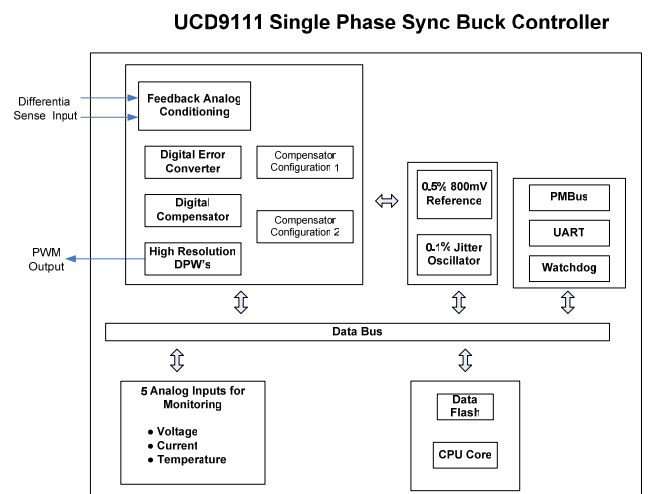 UCD9111 Single Phase Sync Buck Controller
Differentia
Sense Input
Feedback Analog
Conditioning
Digital Error
Converter
Compensator
Configuration 1
Digital
Compensator
Compensator
Configuration 2
High Resolution
DPW's
PWM
Output
0.5% 800mV
Reference
0.1% Jitter
Oscillator
PMBus
UART
Watchdog
Data Bus
5 Analog Inputs for
Monitoring
● Voltage
● Current
● Temperature
Data
Flash
CPU Core